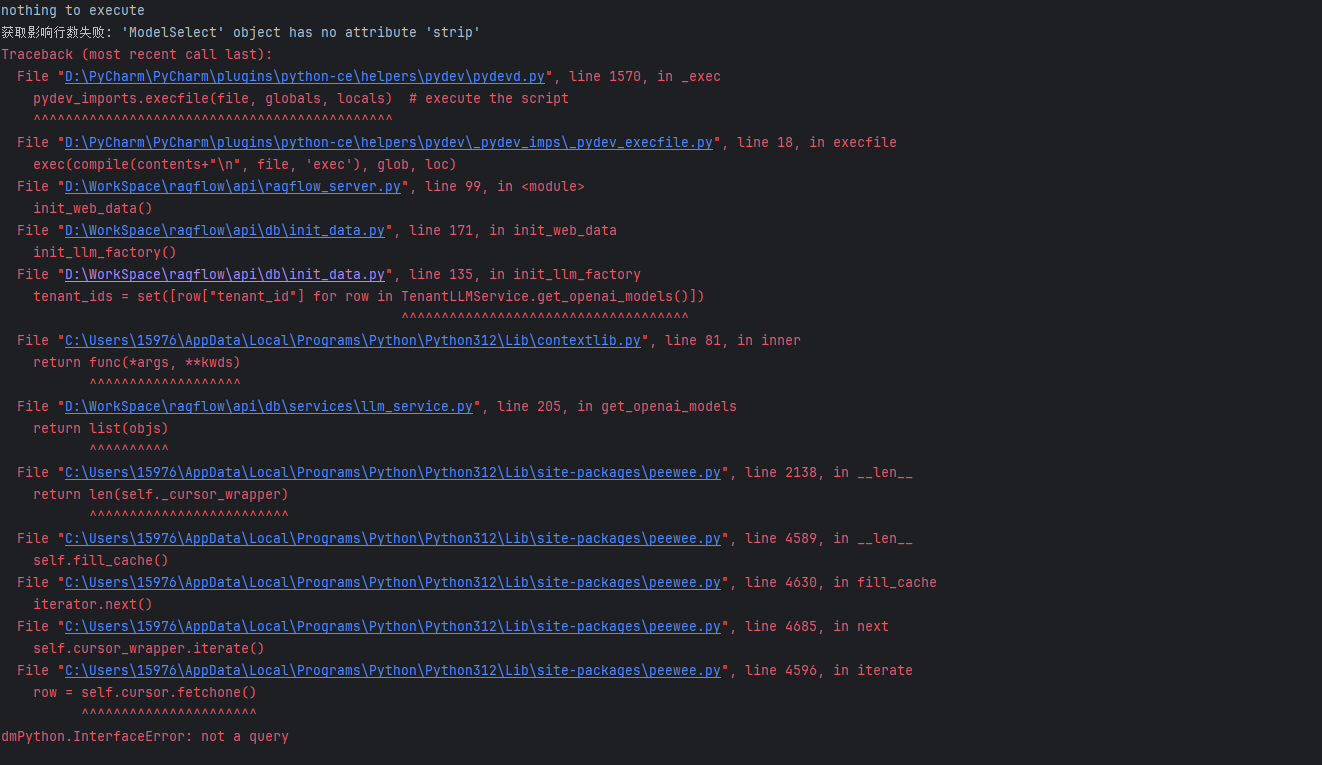 nothing to execute
获取影响行数失败: 'ModelSelect' object has no attribute 'strip'
Traceback (most recent call last):
  File "D:\PyCharm\PyCharm\plugins\python-ce\helpers\pydev\pydevd.py", line 1570, in _exec
    pydev_imports.execfile(file, globals, locals)  # execute the script
    ^^^^^^^^^^^^^^^^^^^^^^^^^^^^^^^^^^^^^^^^^^^^^
  File "D:\PyCharm\PyCharm\plugins\python-ce\helpers\pydev\_pydev_imps\_pydev_execfile.py", line 18, in execfile
    exec(compile(contents+"\n", file, 'exec'), glob, loc)
  File "D:\WorkSpace\ragflow\api\ragflow_server.py", line 99, in <module>
    init_web_data()
  File "D:\WorkSpace\ragflow\api\db\init_data.py", line 171, in init_web_data
    init_llm_factory()
  File "D:\WorkSpace\ragflow\api\db\init_data.py", line 135, in init_llm_factory
    tenant_ids = set([row["tenant_id"] for row in TenantLLMService.get_openai_models()])
                                                  ^^^^^^^^^^^^^^^^^^^^^^^^^^^^^^^^^^^^
  File "C:\Users\15976\AppData\Local\Programs\Python\Python312\Lib\contextlib.py", line 81, in inner
    return func(*args, **kwds)
           ^^^^^^^^^^^^^^^^^^^
  File "D:\WorkSpace\ragflow\api\db\services\llm_service.py", line 205, in get_openai_models
    return list(objs)
           ^^^^^^^^^^
  File "C:\Users\15976\AppData\Local\Programs\Python\Python312\Lib\site-packages\peewee.py", line 2138, in __len__
    return len(self._cursor_wrapper)
           ^^^^^^^^^^^^^^^^^^^^^^^^^
  File "C:\Users\15976\AppData\Local\Programs\Python\Python312\Lib\site-packages\peewee.py", line 4589, in __len__
    self.fill_cache()
  File "C:\Users\15976\AppData\Local\Programs\Python\Python312\Lib\site-packages\peewee.py", line 4630, in fill_cache
    iterator.next()
  File "C:\Users\15976\AppData\Local\Programs\Python\Python312\Lib\site-packages\peewee.py", line 4685, in next
    self.cursor_wrapper.iterate()
  File "C:\Users\15976\AppData\Local\Programs\Python\Python312\Lib\site-packages\peewee.py", line 4596, in iterate
    row = self.cursor.fetchone()
          ^^^^^^^^^^^^^^^^^^^^^^
dmPython.InterfaceError: not a query